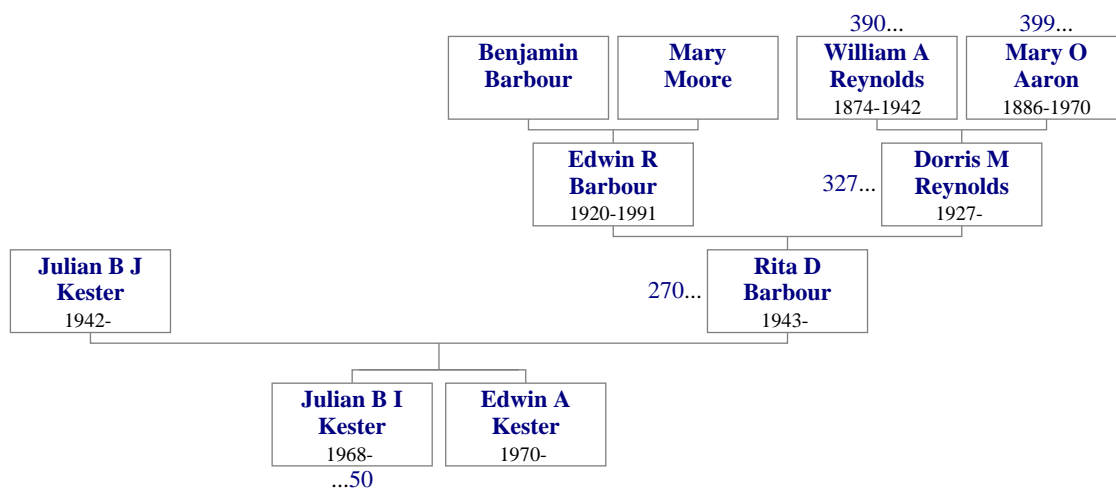 390...
399...
Benjamin
Barbour
Mary
Moore
William A
Reynolds
1874-1942
Mary O
Aaron
1886-1970
Edwin R
Barbour
1920-1991
327...
Dorris M
Reynolds
1927-
Julian B J
Kester
1942-
270...
Rita D
Barbour
1943-
Julian B I
Kester
1968-
Edwin A
Kester
1970-
...50